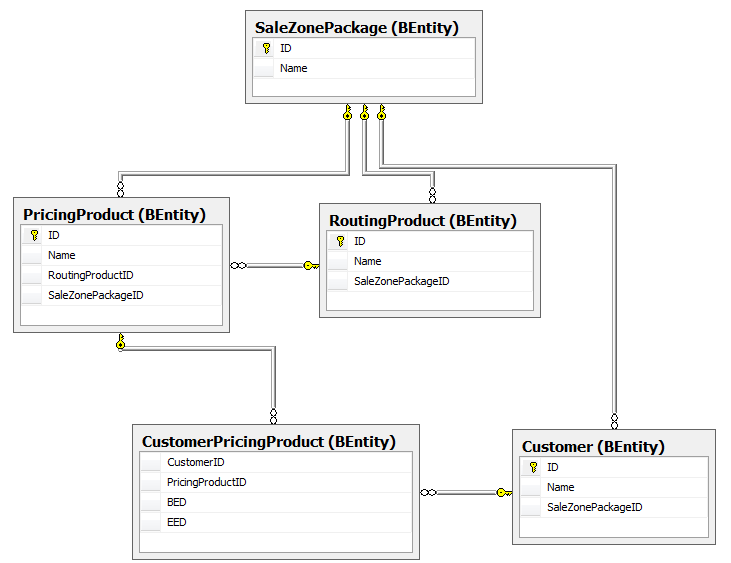 SaleZonePackage (BEntity)
ID
Name
PricingProduct (BEntity)
ID
Name
RoutingProductID
SaleZonePackageID
RoutingProduct (BEntity)
ID
Name
SaleZonePackageID
CustomerPricingProduct (BEntity)
CustomerID
PricingProductID
BED
EED
Customer (BEntity)
ID
Name
SaleZonePackageID